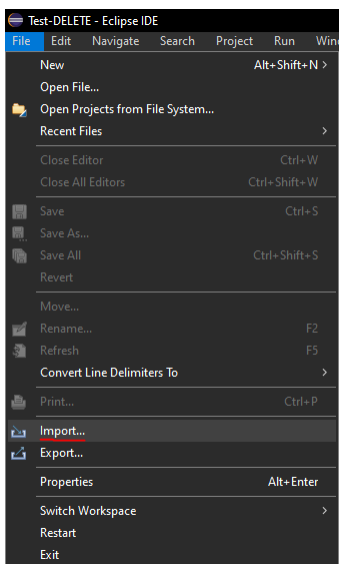 Test-DELETE - Eclipse IDE
File Edit Navigate Search Project Run
New Alt+Shift+N >
Open File...
Open Projects from File System...
Recent Files >
Close Editor Ctrl+W
Close All Editors Ctrl+Shift+W
Save Ctrl+S
Save As...
Save All Ctrl+Shift+S
Revert
Move...
Rename... F2
Refresh F5
Convert Line Delimiters To >
Print... Ctrl+P
Import...
Export...
Properties Alt+Enter
Switch Workspace >
Restart
Exit